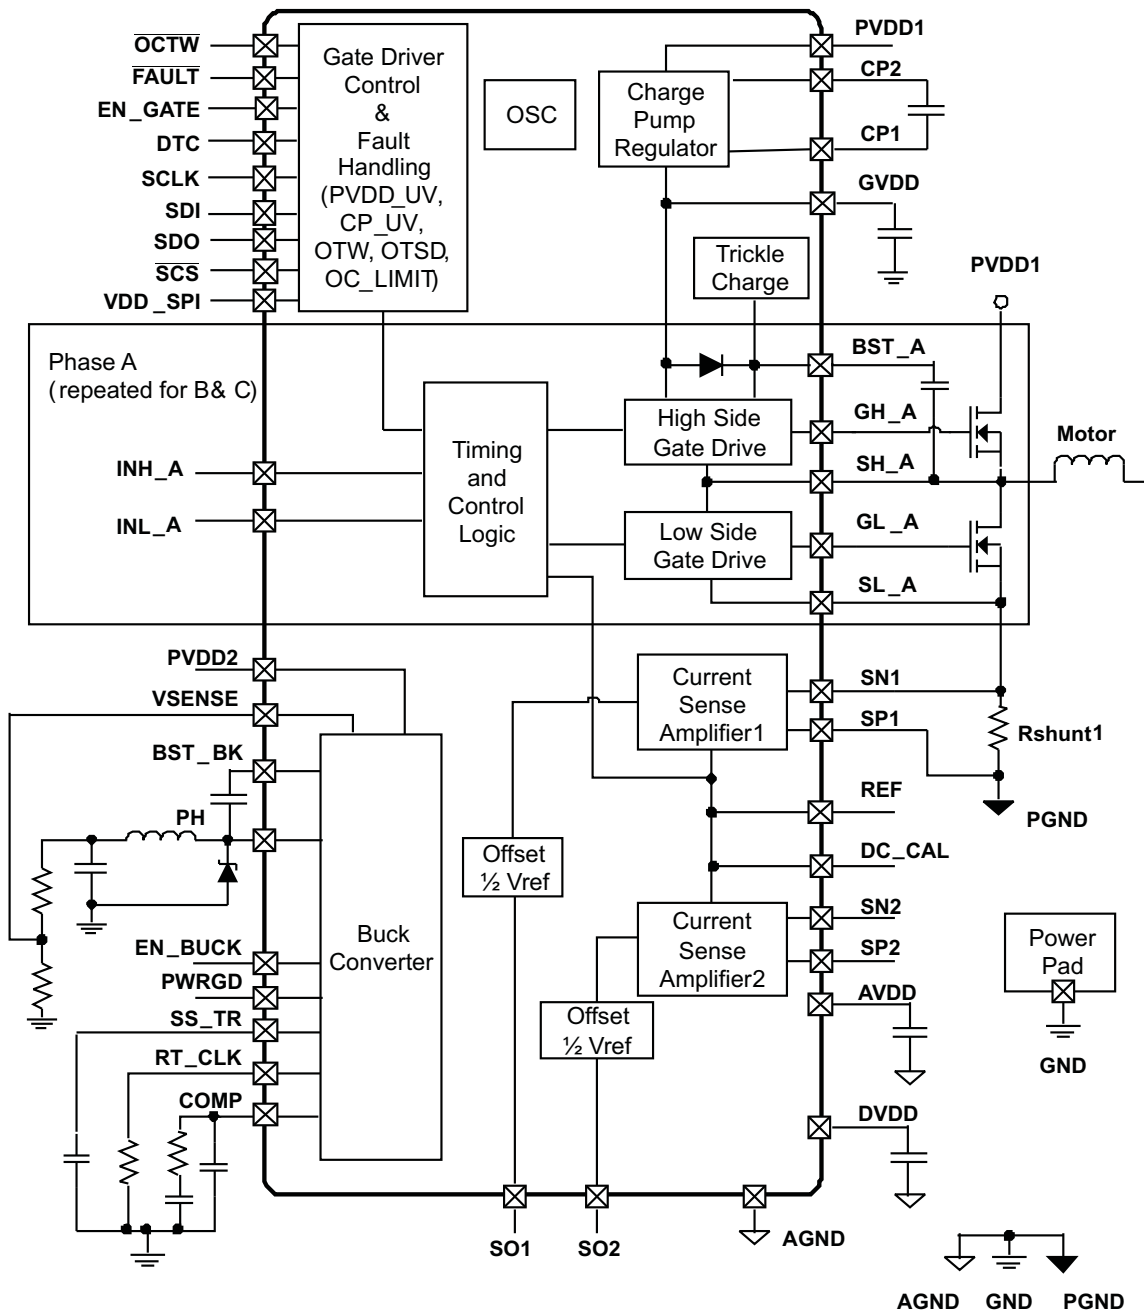 OCTW
FAULT
EN_GATE
DTC
SCLK
SDI
SDO
SCS
VDD_SPI
Gate Driver
Control
&
Fault
Handling
(PVDD_UV,
CP_UV,
OTW, OTSD,
OC_LIMIT)
OSC
Charge
Pump
Regulator
PVDD1
CP2
CP1
GVDD
Trickle
Charge
PVDD1
Phase A
(repeated for B& C)
INH_A
INL_A
Timing
and
Control
Logic
High Side
Gate Drive
Low Side
Gate Drive
BST_A
GH_A
SH_A
GL_A
SL_A
Motor
PVDD2
VSENSE
BST_BK
PH
EN_BUCK
PWRGD
SS_TR
RT_CLK
COMP
Buck
Converter
Current
Sense
Amplifier1
Offset
½ Vref
Current
Sense
Amplifier2
Offset
½ Vref
SN1
SP1
Rshunt1
PGND
REF
DC_CAL
SN2
SP2
AVDD
DVDD
Power
Pad
GND
SO1
SO2
AGND
AGND
GND
PGND